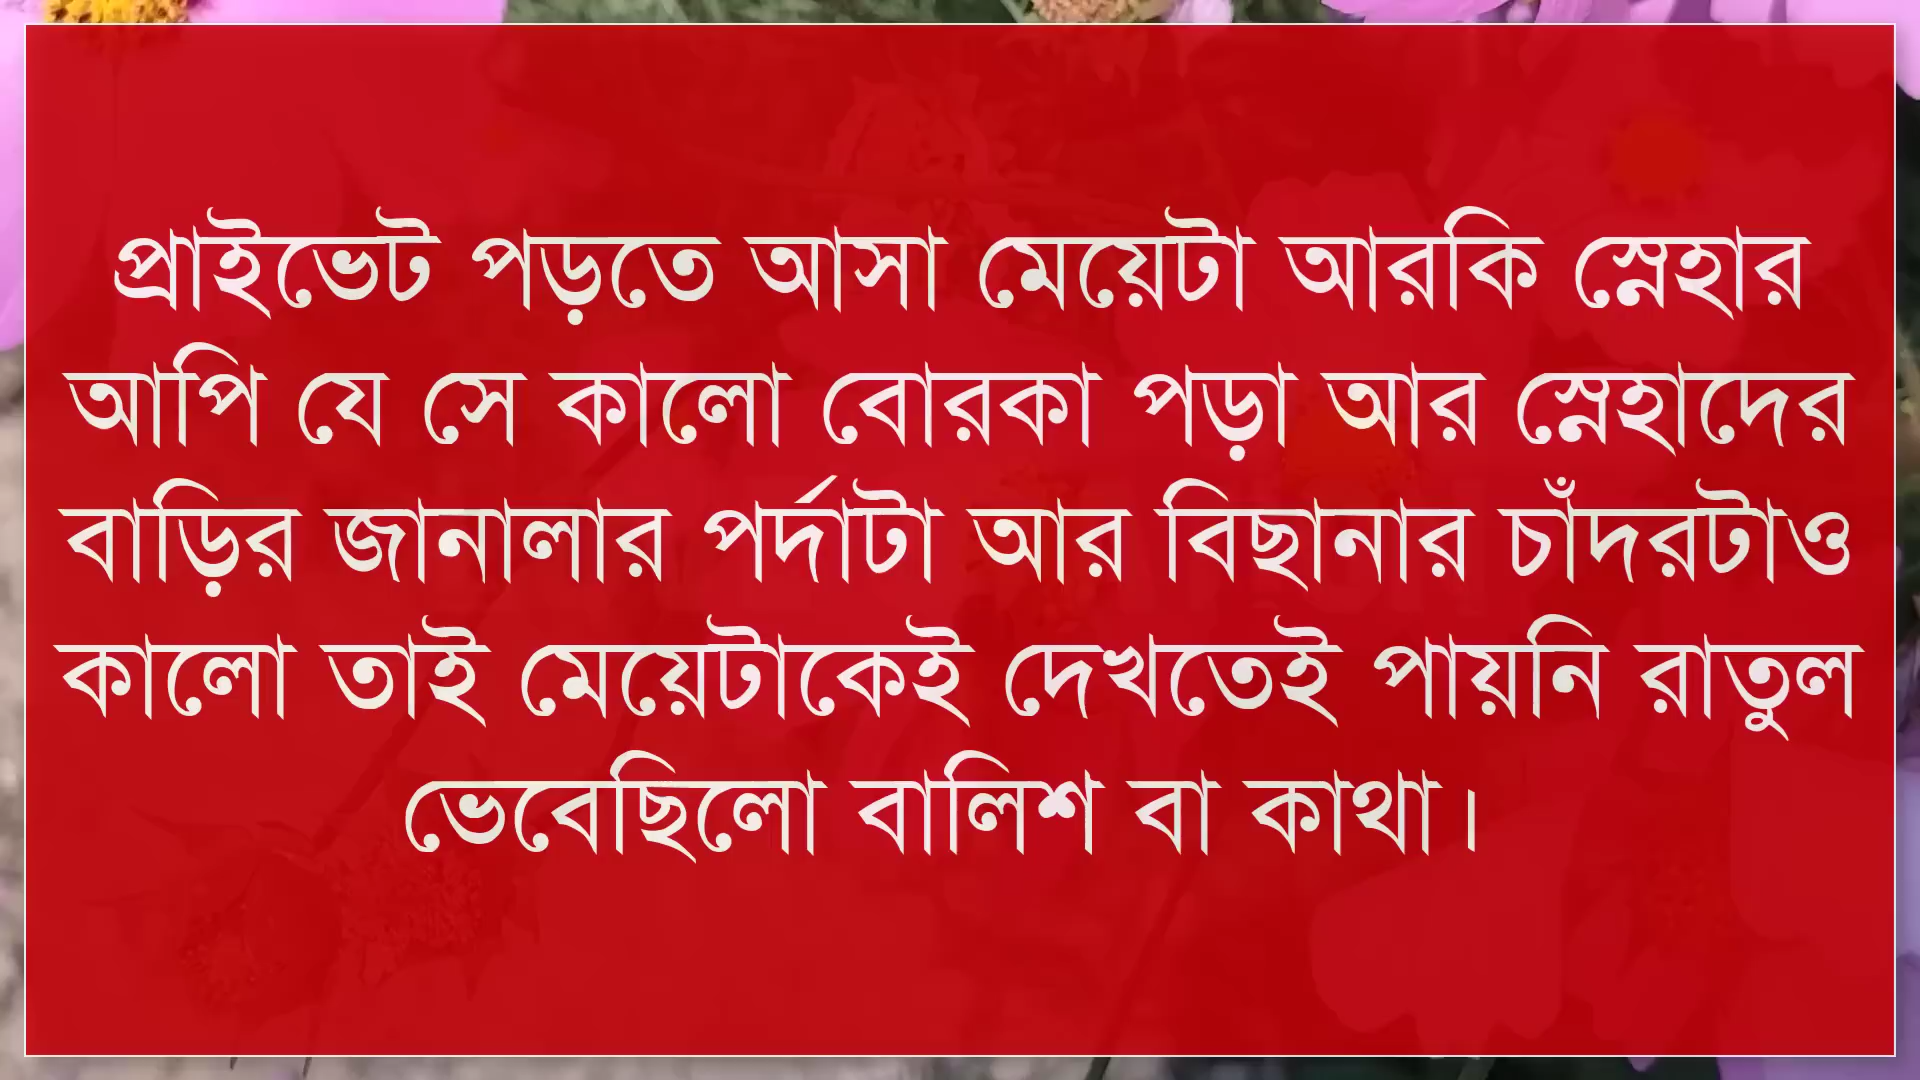 প্রাইভেট পড়তে আসা মেয়েটা আরকি স্নেহার
আপি যে সে কালো বোরকা পড়া আর স্নেহাদের
বাড়ির জানালার পর্দাটা আর বিছানার চাঁদরটাও
কালো তাই মেয়েটাকেই দেখতেই পায়নি রাতুল
ভেবেছিলো বালিশ বা কাথা।